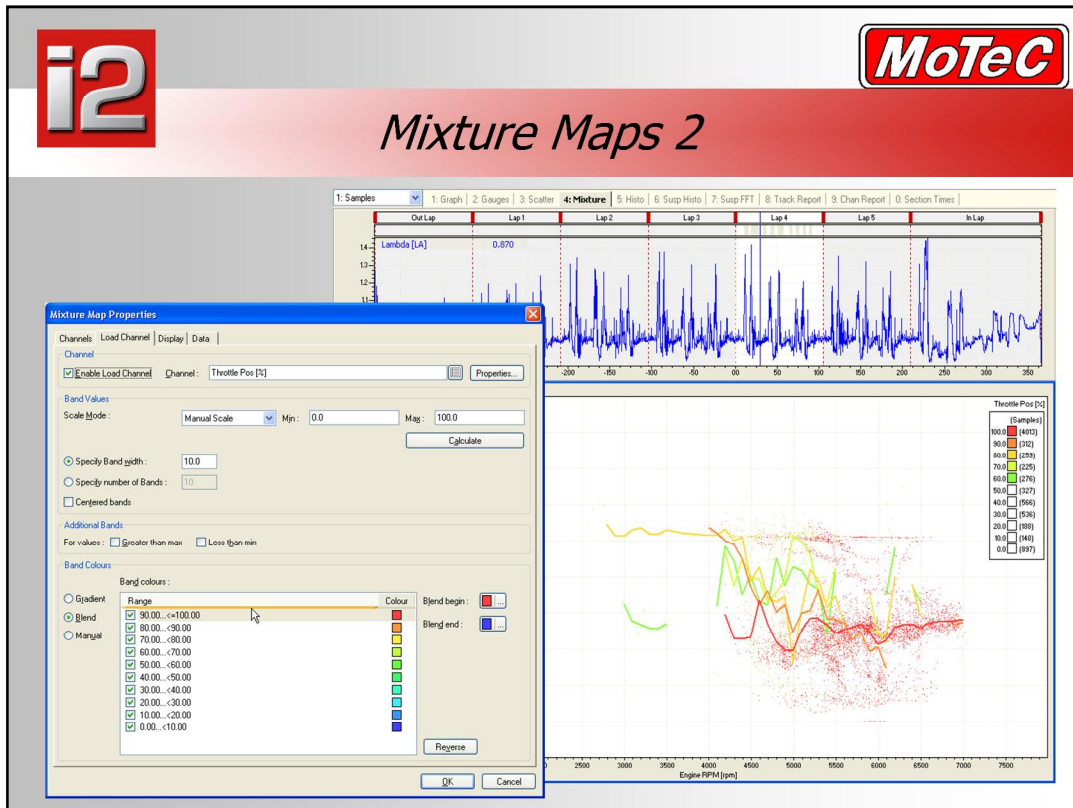 i2
MoTeC
Mixture Maps 2
1: Samples
1: Graph | 2: Gauges | 3: Scatter | 4: Mixture | 5: Histo | 6: Susp Histo | 7: Susp FFT | 8: Track Report | 9: Chan Report | 0: Section Times |
Out Lap Lap 1 Lap 2 Lap 3 Lap 4 Lap 5 In Lap
Lambda [LA] 0.870
1.4
1.3
1.2
1.1
-200 -150 -100 -50 00 50 100 150 200 250 300 350
Mixture Map Properties
Channels Load Channel Display Data
Channel
Enable Load Channel Channel : Throttle Pos [%] Properties...
Band Values
Scale Mode : Manual Scale Min : 0.0 Max : 100.0
Calculate
Specify Band width : 10.0
Specify number of Bands : 10
Centered bands
Additional Bands
For values : Greater than max Less than min
Band Colours
Band colours :
Gradient
Blend
Manual
Range Colour
90.00...<=100.00
80.00...<90.00
70.00...<80.00
60.00...<70.00
50.00...<60.00
40.00...<50.00
30.00...<40.00
20.00...<30.00
10.00...<20.00
0.00...<10.00
Blend begin : ...
Blend end : ...
Reverse
OK Cancel
Throttle Pos [%]
(Samples)
100.0 (4013)
90.0 (312)
80.0 (259)
70.0 (225)
60.0 (276)
50.0 (327)
40.0 (566)
30.0 (536)
20.0 (188)
10.0 (148)
0.0 (897)
2500 3000 3500 4000 4500 5000 5500 6000 6500 7000 7500
Engine RPM [rpm]